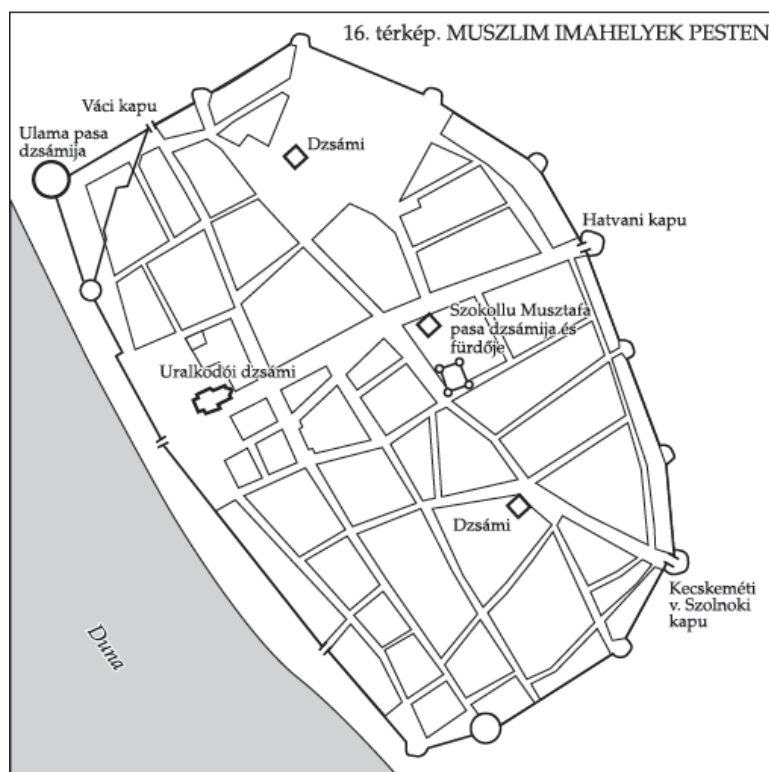 16. térkép. MUSZLIM IMAHELYEK PESTEN
Váci kapu
Ulama pasa
dzsámija
Dzsámi
Hatvani kapu
Szokollu Musztafa
pasa dzsámija és
fürdője
Uralkodói dzsámi
Dzsámi
Kecskeméti
v. Szolnoki
kapu
Duna